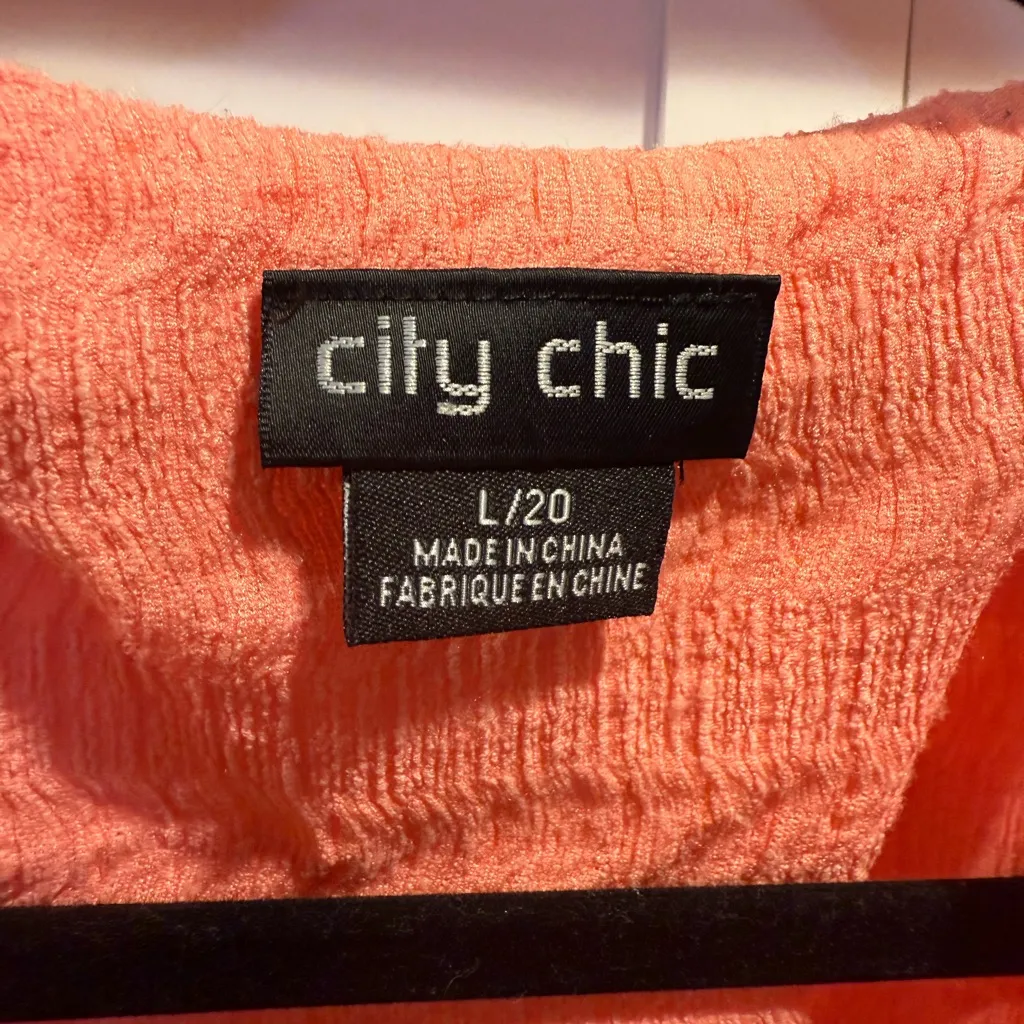 city chic
L/20
MADE IN CHINA
FABRIQUE EN CHINE